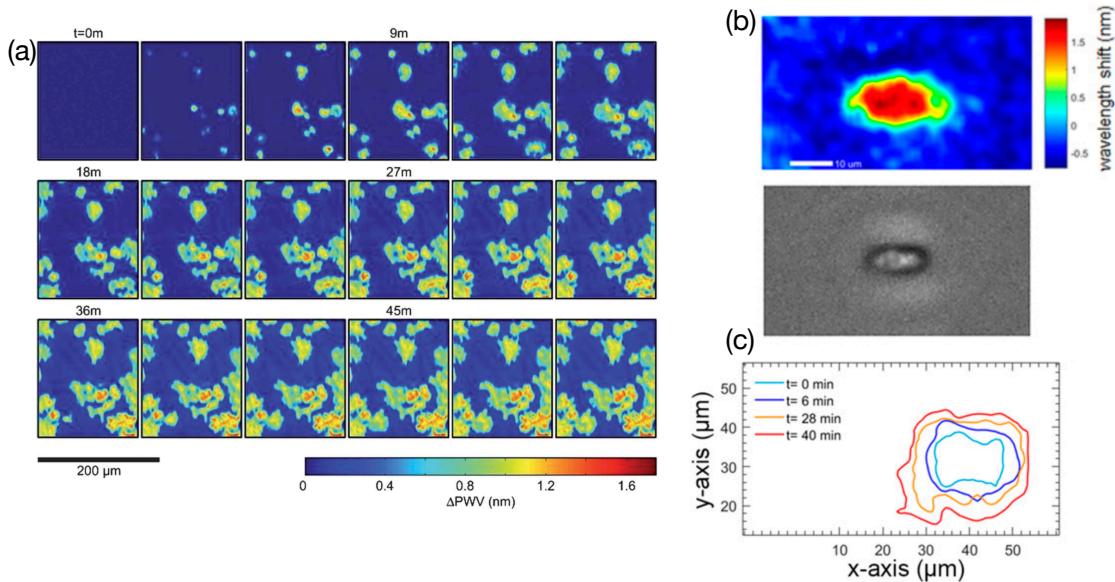 (a)
t=0m 9m
18m 27m
36m 45m
200 µm
0 0.4 0.8 1.2 1.6
ΔPWV (nm)
(b)
10 um
1.5
1
0.5
0
-0.5
wavelength shift (nm)
(c)
t= 0 min
t= 6 min
t= 28 min
t= 40 min
50
40
30
20
y-axis (µm)
10 20 30 40 50
x-axis (µm)